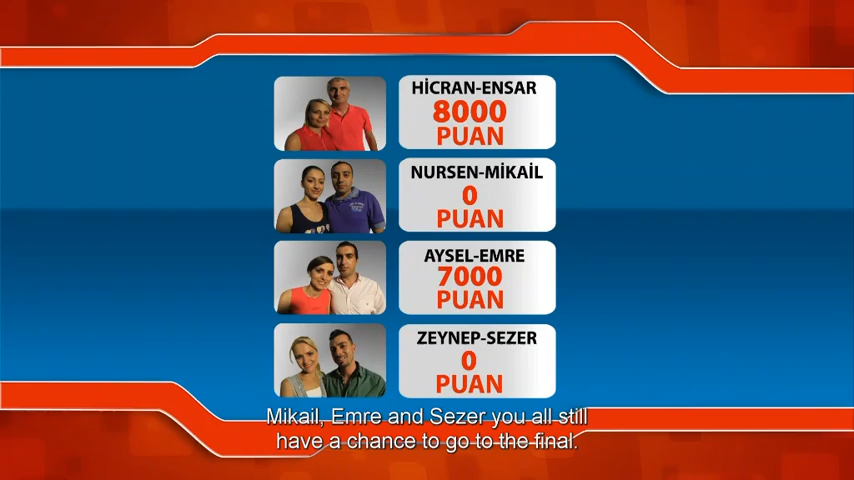 HİCRAN-ENSAR
8000
PUAN
NURSEN-MİKAİL
0
PUAN
AYSEL-EMRE
7000
PUAN
ZEYNEP-SEZER
0
PUAN
Mikail, Emre and Sezer you all still
have a chance to go to the final.